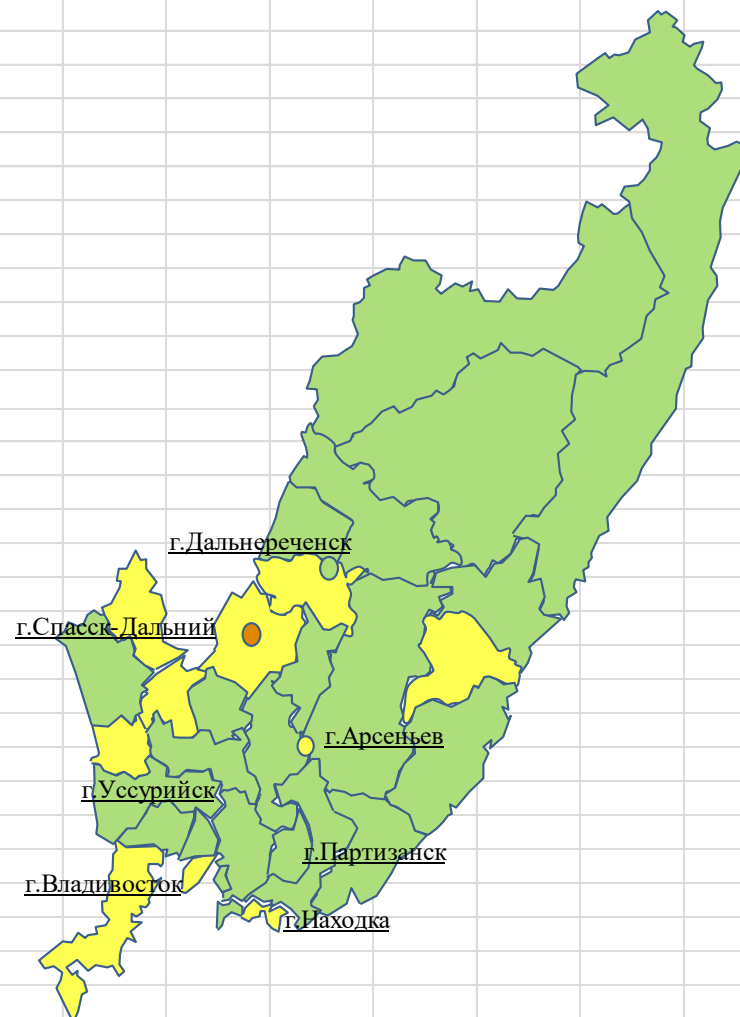 г.Дальнереченск
г.Спасск-Дальний
г.Арсеньев
г.Уссурийск
г.Партизанск
г.Владивосток
г.Находка